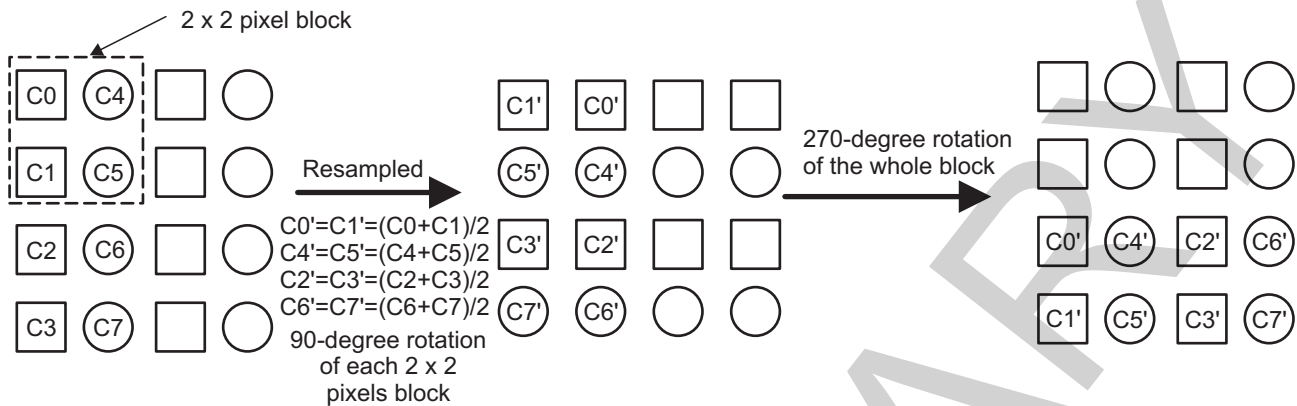 2 x 2 pixel block
C0 C4
C1 C5
C2 C6
C3 C7
Resampled
C0'=C1'=(C0+C1)/2
C4'=C5'=(C4+C5)/2
C2'=C3'=(C2+C3)/2
C6'=C7'=(C6+C7)/2
90-degree rotation
of each 2 x 2
pixels block
C1' C0'
C5' C4'
C3' C2'
C7' C6'
270-degree rotation
of the whole block
C0' C4' C2' C6'
C1' C5' C3' C7'